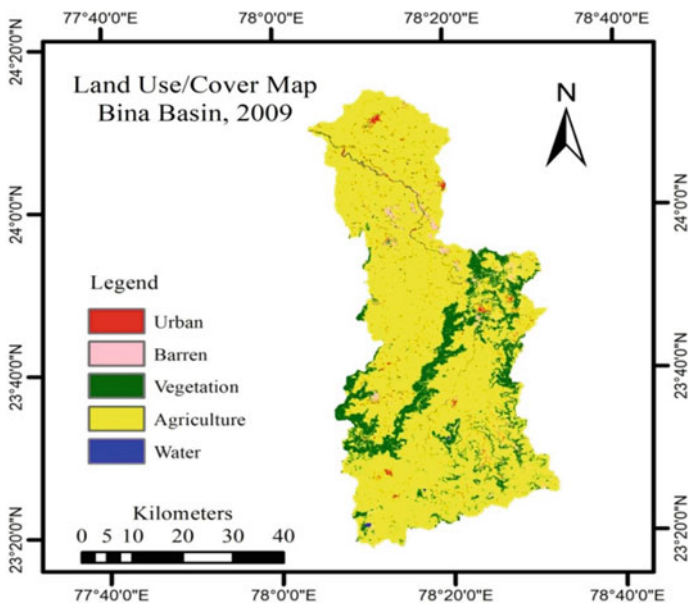 77°40'0"E 78°0'0"E 78°20'0"E 78°40'0"E
24°20'0"N
Land Use/Cover Map
Bina Basin, 2009
N
24°0'0"N
24°0'0"N
Legend
Urban
Barren
Vegetation
Agriculture
Water
23°40'0"N
23°40'0"N
Kilometers
0 5 10 20 30 40
23°20'0"N
23°20'0"N
77°40'0"E 78°0'0"E 78°20'0"E 78°40'0"E